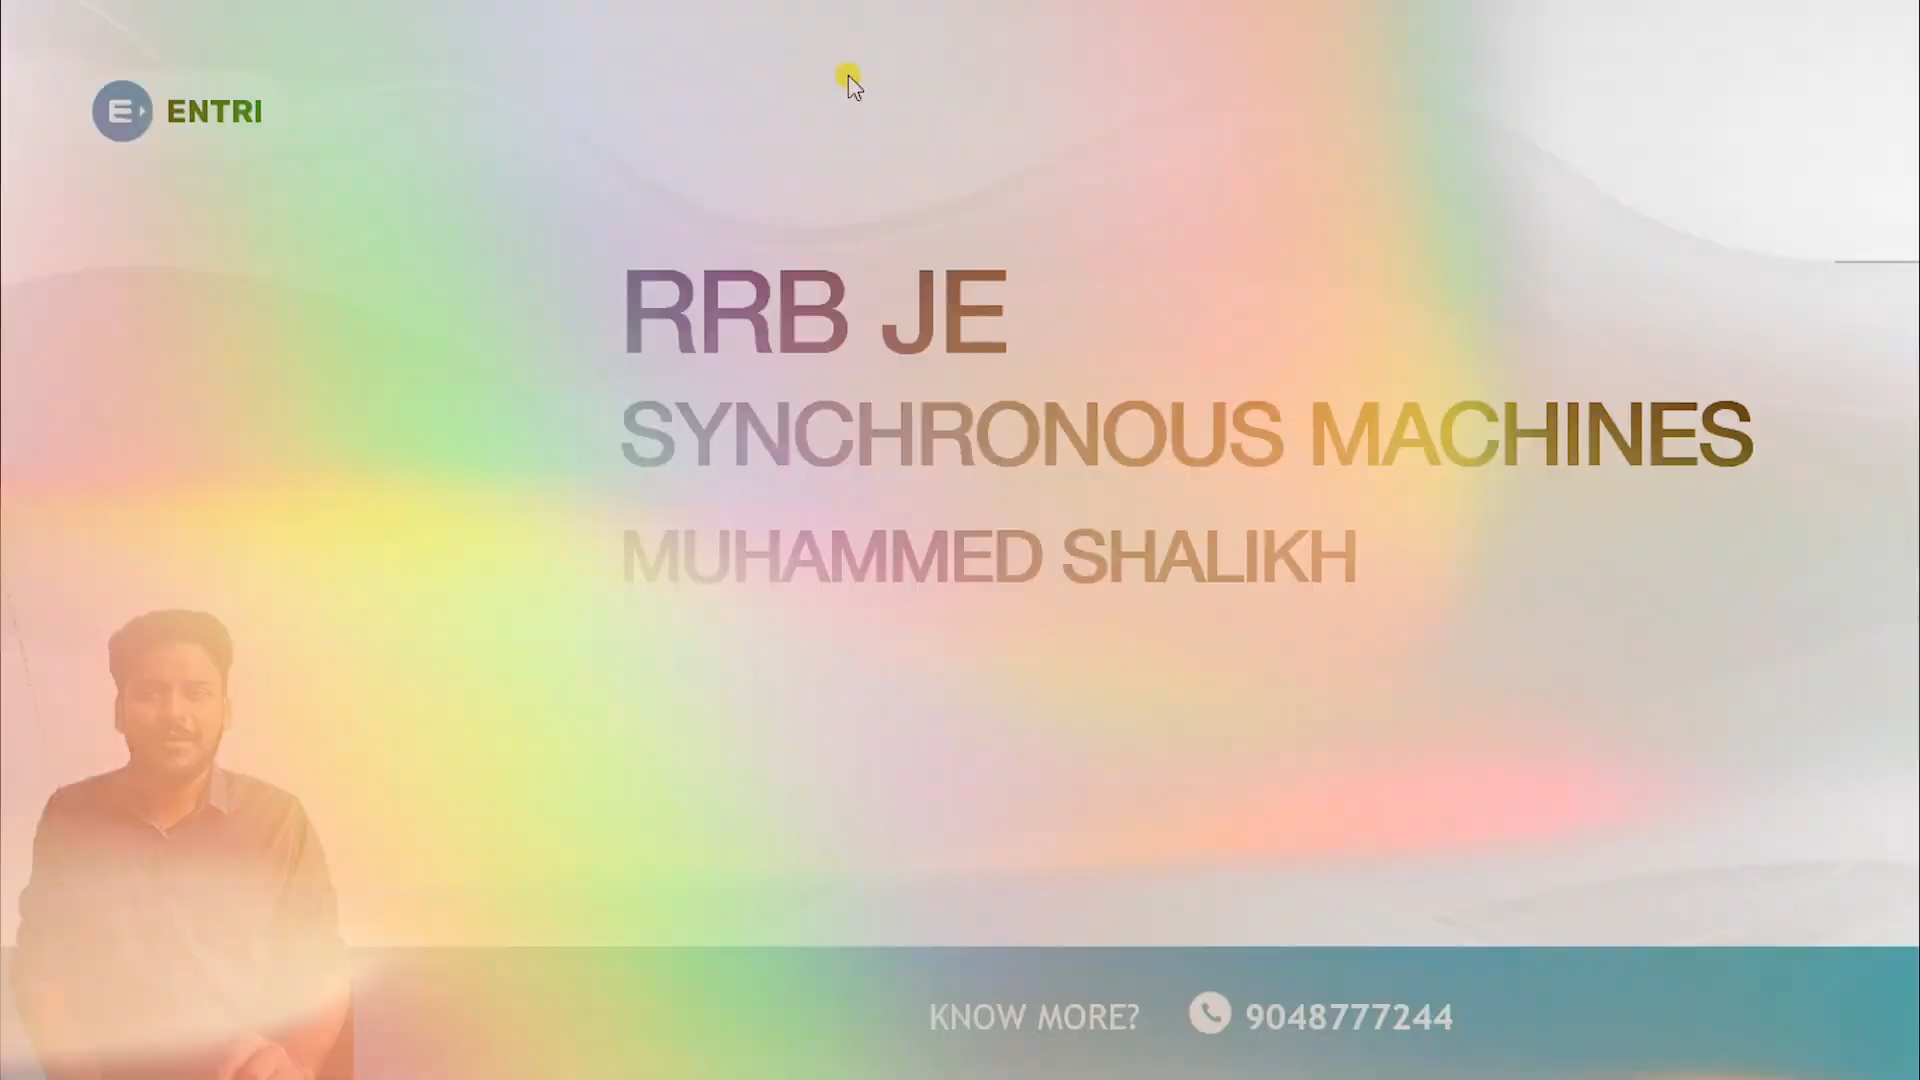 ENTRI
RRB JE
SYNCHRONOUS MACHINES
MUHAMMED SHALIKH
KNOW MORE? 9048777244